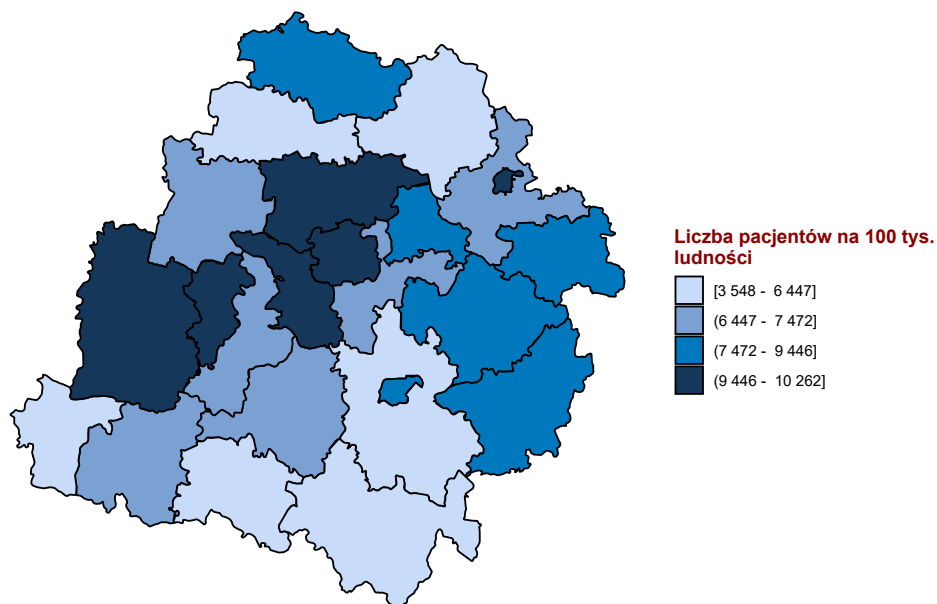 Liczba pacjentów na 100 tys.
ludności
[3 548 - 6 447]
(6 447 - 7 472]
(7 472 - 9 446]
(9 446 - 10 262]